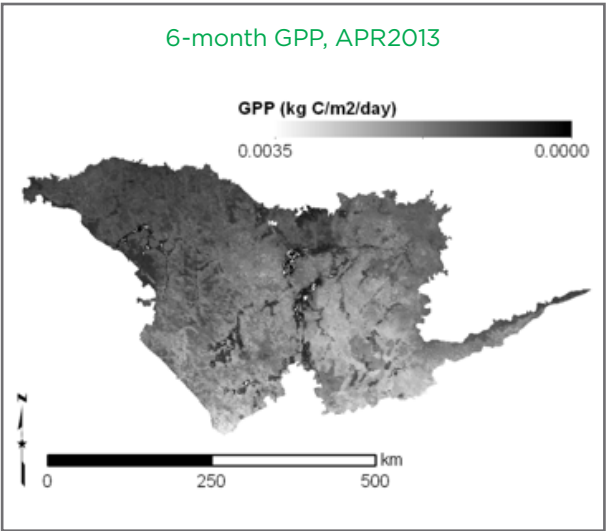 6-month GPP, APR2013
GPP (kg C/m2/day)
0.0035 0.0000
N
km
0 250 500